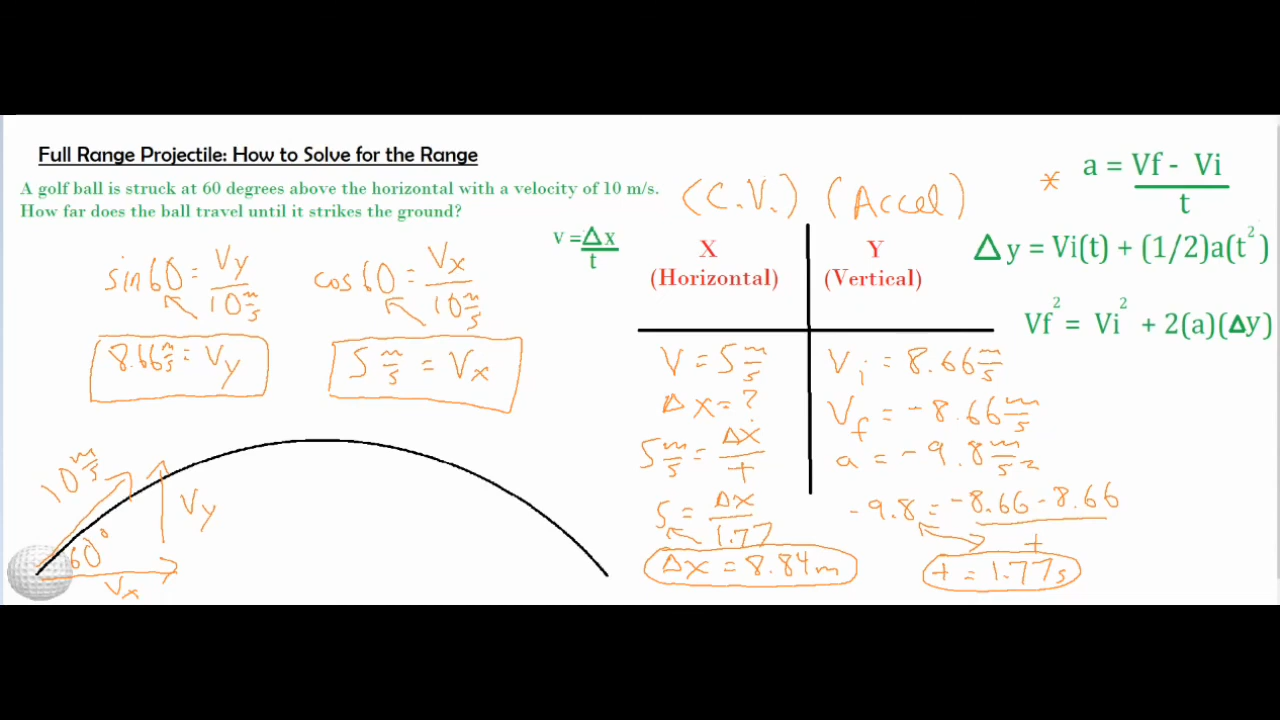 Full Range Projectile: How to Solve for the Range
A golf ball is struck at 60 degrees above the horizontal with a velocity of 10 m/s.
How far does the ball travel until it strikes the ground?
sin60 = Vy/10 m/s
8.66 m/s = Vy
cos60 = Vx/10 m/s
5 m/s = Vx
V = Δx/t
10 m/s
60°
Vy
Vx
(C.V.) (Accel)
X
(Horizontal)
V = 5 m/s
Δx = ?
5 m/s = Δx/t
5 = Δx/1.77
Δx = 8.84m
Y
(Vertical)
Vi = 8.66 m/s
Vf = -8.66 m/s
a = -9.8 m/s2
-9.8 = -8.66 - 8.66/t
t = 1.77s
* a = Vf - Vi/t
Δy = Vi(t) + (1/2)a(t²)
Vf² = Vi² + 2(a)(Δy)